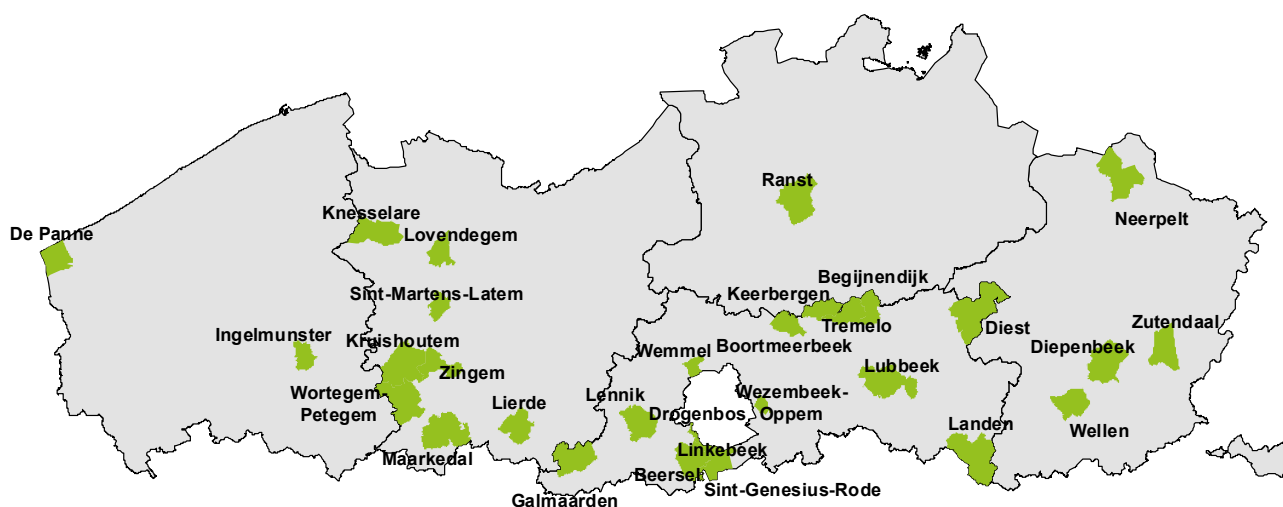 Ranst
Neerpelt
Knesselare
De Panne
Lovendegem
Begijnendijk
Sint-Martens-Latem
Keerbergen
Tremelo
Diest
Zutendaal
Ingelmunster
Kruishoutem
Boortmeerbeek
Diepenbeek
Wemmel
Zingem
Lubbeek
Wortegem-
Petegem
Lierde
Lennik
Wezembeek-
Oppem
Drogenbos
Landen
Wellen
Maarkedal
Linkebeek
Beersel
Galmaarden
Sint-Genesius-Rode